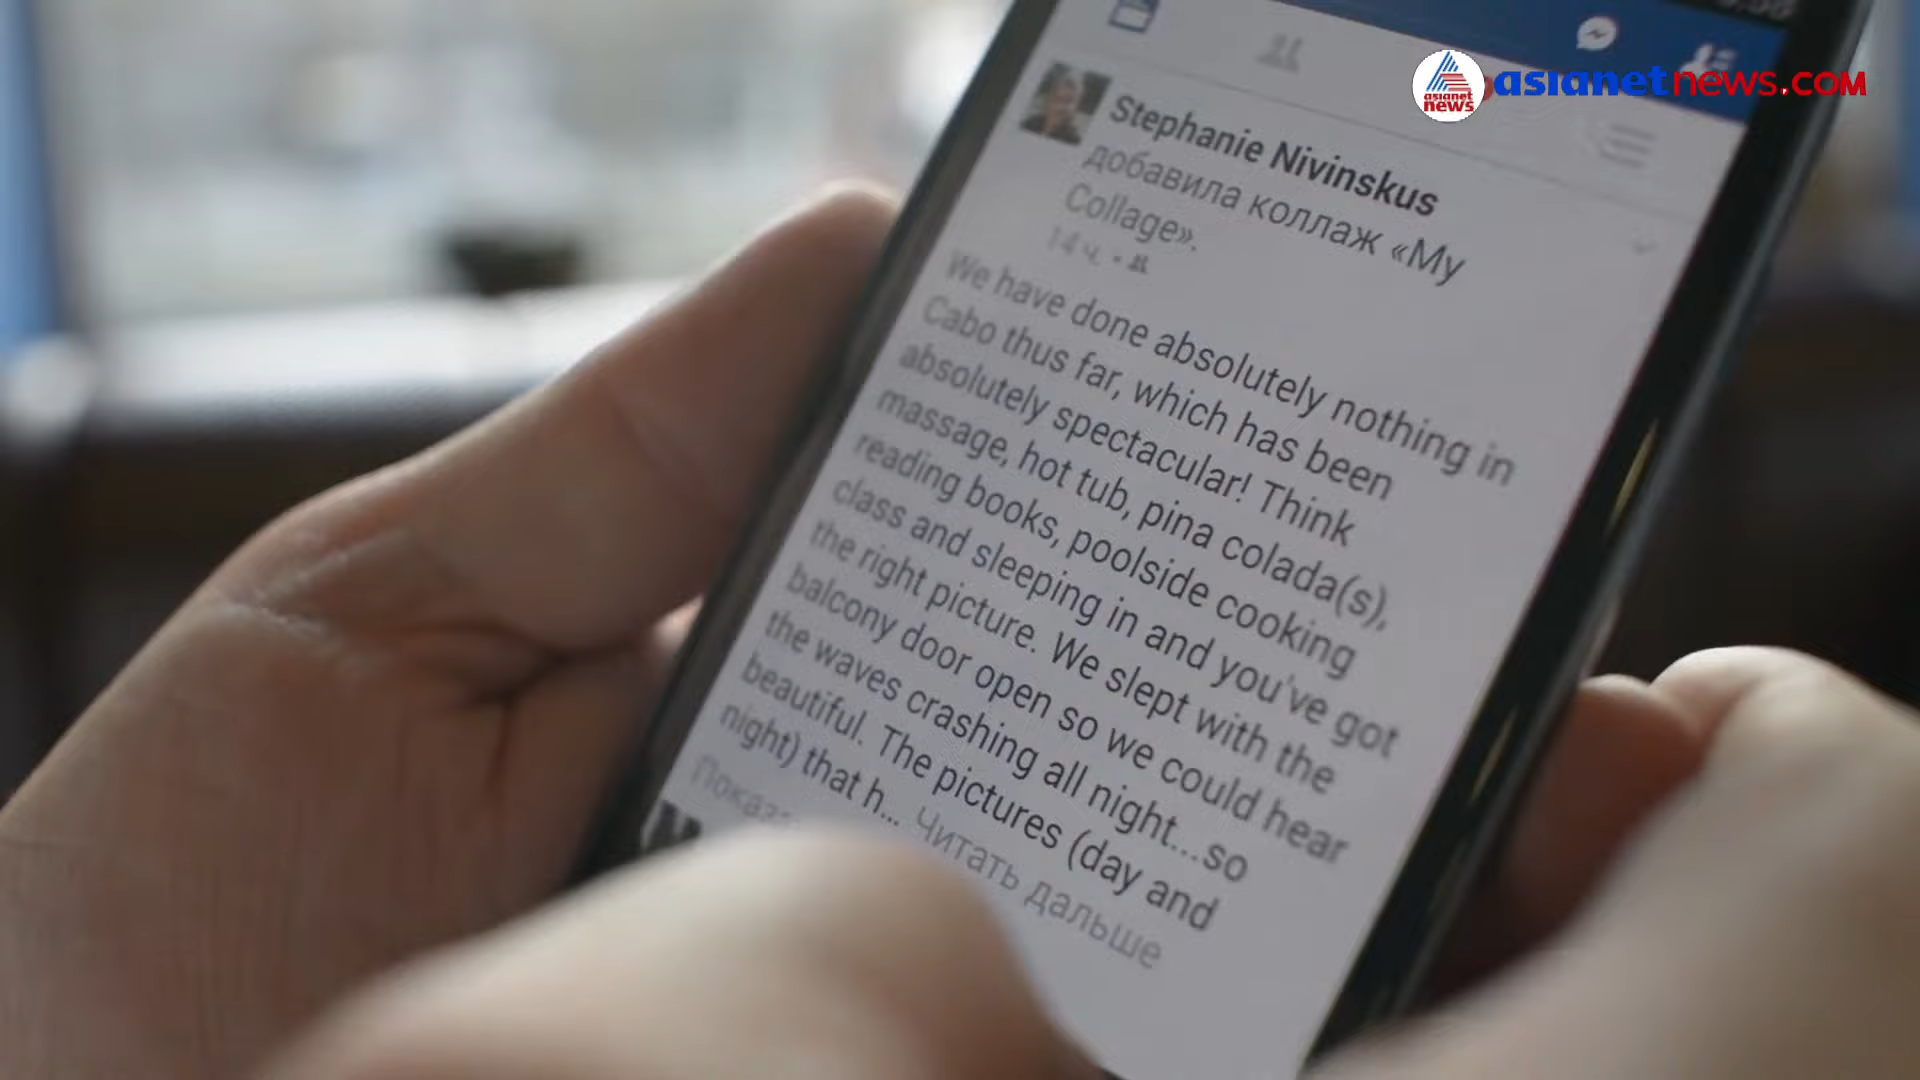 asianet
news
asianetnews.com
Stephanie Nivinskus
добавила коллаж «My
Collage».
14 ч.
We have done absolutely nothing in
Cabo thus far, which has been
absolutely spectacular! Think
massage, hot tub, pina colada(s),
reading books, poolside cooking
class and sleeping in and you've got
the right picture. We slept with the
balcony door open so we could hear
the waves crashing all night...so
beautiful. The pictures (day and
night) that h... Читать дальше